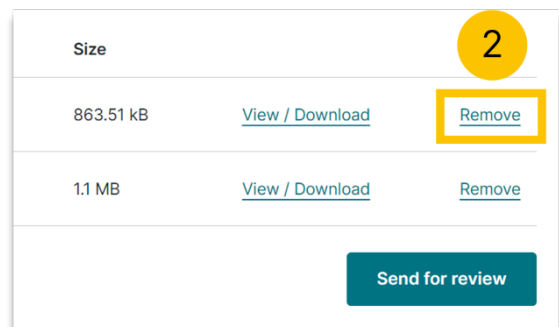 Size
2
863.51 kB View / Download Remove
1.1 MB View / Download Remove
Send for review